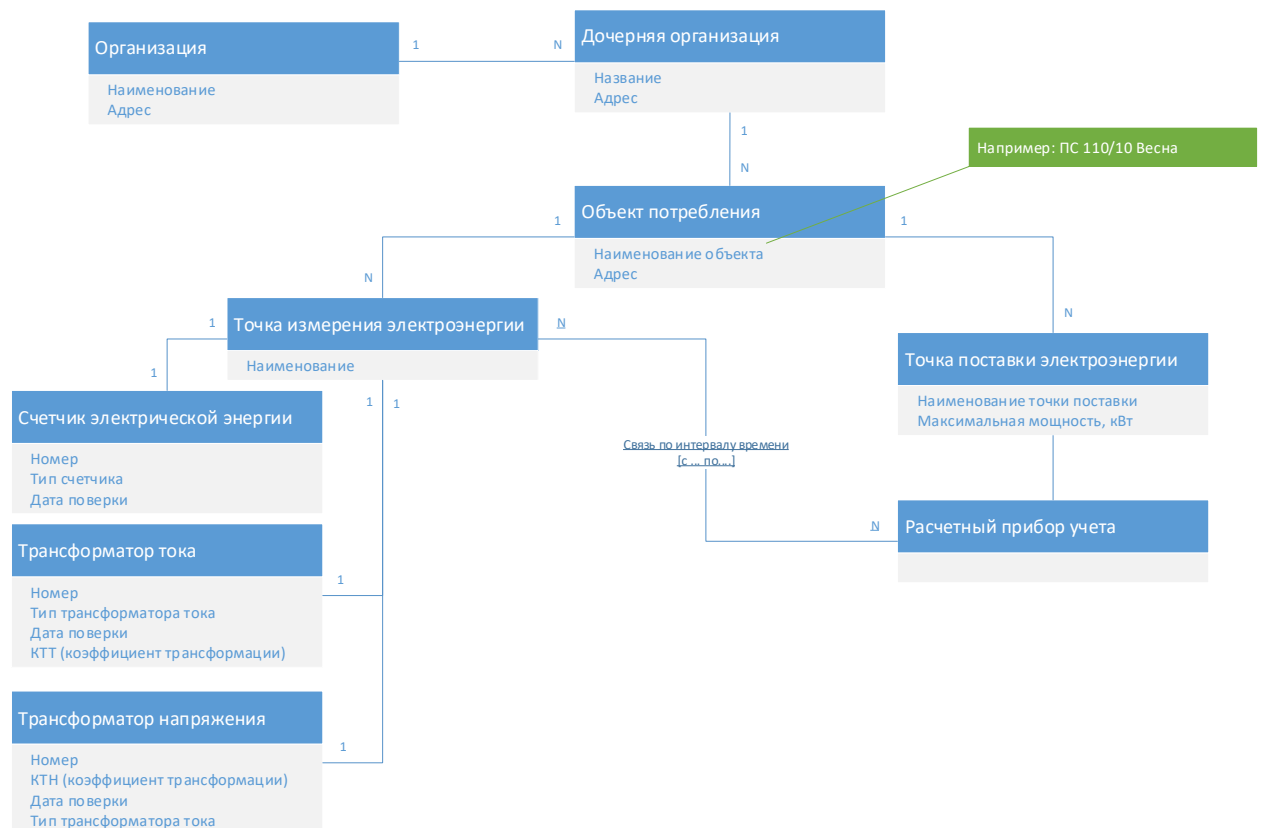 Организация
1
N
Дочерняя организация
Наименование
Адрес
Название
Адрес
1
N
Например: ПС 110/10 Весна
Объект потребления
1
1
Наименование объекта
Адрес
N
N
Точка измерения электроэнергии
1
N
Наименование
1
Точка поставки электроэнергии
Наименование точки поставки
Максимальная мощность, кВт
Счетчик электрической энергии
1
1
Номер
Тип счетчика
Дата поверки
Связь по интервалу времени
[с ... по....]
Расчетный прибор учета
N
Трансформатор тока
1
Номер
Тип трансформатора тока
Дата поверки
КТТ (коэффициент трансформации)
Трансформатор напряжения
1
Номер
КТН (коэффициент трансформации)
Дата поверки
Тип трансформатора тока